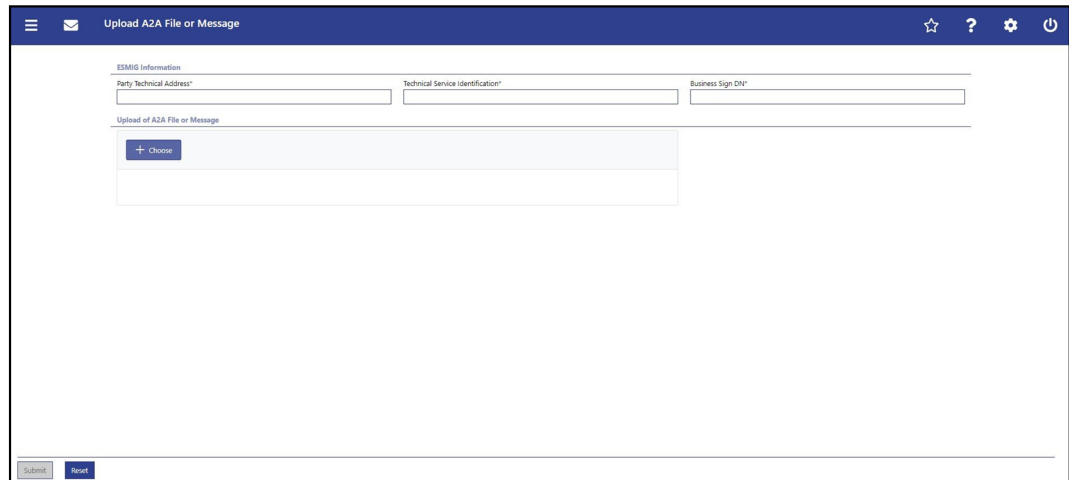 Upload A2A File or Message
?
ESMIG Information
Party Technical Address* Technical Service Identification* Business Sign DN*
Upload of A2A File or Message
+ Choose
Submit Reset